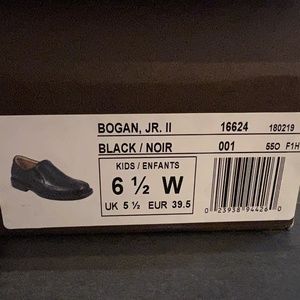 BOGAN, JR. II 16624 180219
BLACK / NOIR 001 55O F1H
KIDS / ENFANTS
6 ½ W
UK 5 ½ EUR 39.5
0 23938 94426 0